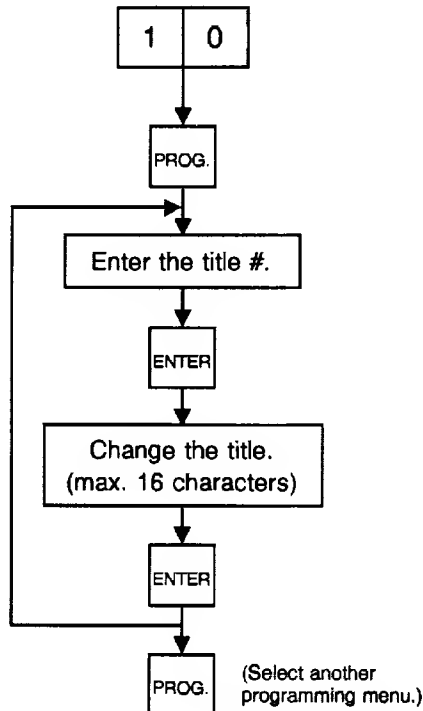 1 0
PROG.
Enter the title #.
ENTER
Change the title.
(max. 16 characters)
ENTER
PROG.
(Select another
programming menu.)